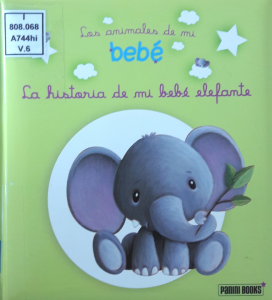 I
808.068
A744hi
V.6
Los animales de mi
bebé
La historia de mi bebé elefante
PANINI BOOKS